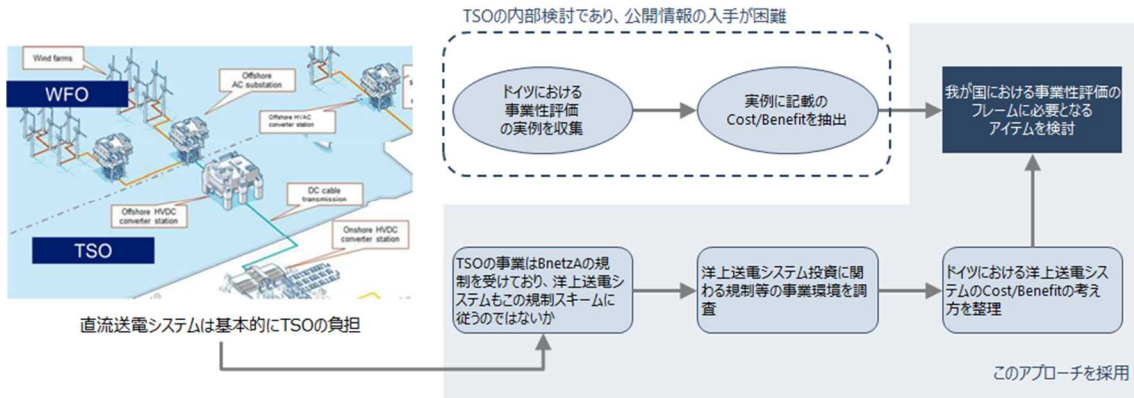 TSOの内部検討であり、公開情報の入手が困難
Wind farms
Offshore
AC substation
WFO
Offshore HVAC
converter station
DC cable
transmission
Offshore HVDC
converter station
Onshore HVDC
converter station
TSO
直流送電システムは基本的にTSOの負担
ドイツにおける
事業性評価
の実例を収集
実例に記載の
Cost/Benefitを抽出
我が国における事業性評価の
フレームに必要となる
アイテムを検討
TSOの事業はBnetzAの規
制を受けており、洋上送電シ
ステムもこの規制スキームに
従うのではないか
洋上送電システム投資に関
わる規制等の事業環境を調
査
ドイツにおける洋上送電シス
テムのCost/Benefitの考え
方を整理
このアプローチを採用